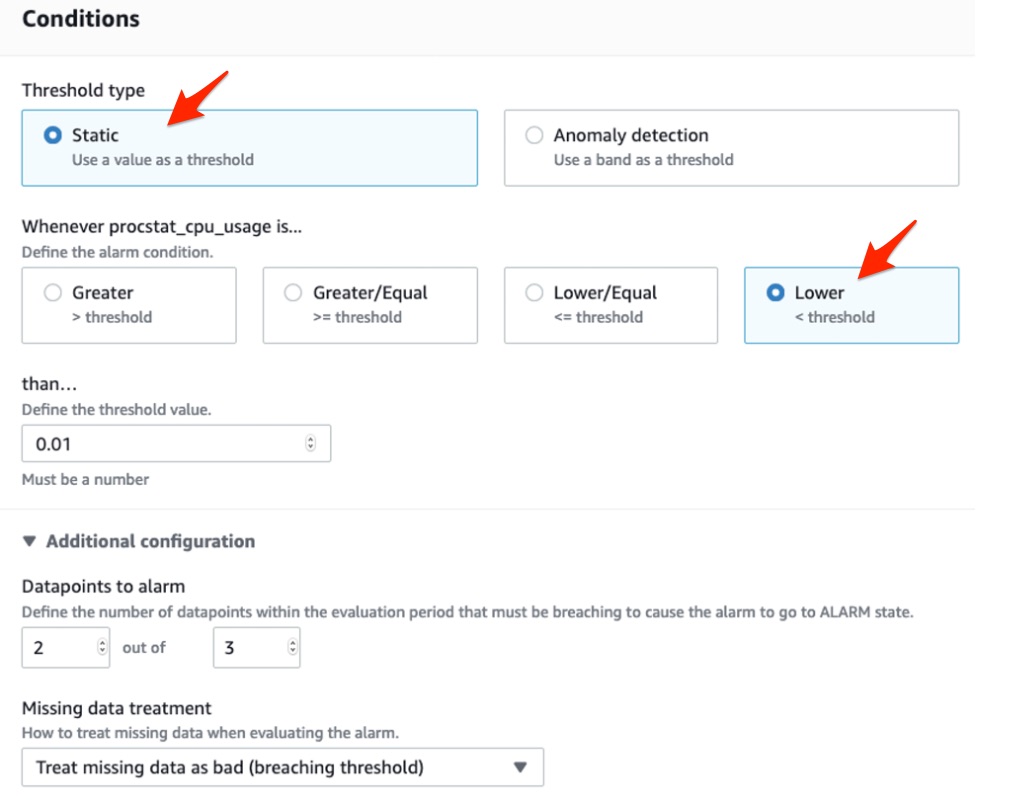 Conditions
Threshold type
Static
Use a value as a threshold
Anomaly detection
Use a band as a threshold
Whenever procstat_cpu_usage is...
Define the alarm condition.
Greater
> threshold
Greater/Equal
>= threshold
Lower/Equal
<= threshold
Lower
< threshold
than...
Define the threshold value.
0.01
Must be a number
Additional configuration
Datapoints to alarm
Define the number of datapoints within the evaluation period that must be breaching to cause the alarm to go to ALARM state.
2 out of 3
Missing data treatment
How to treat missing data when evaluating the alarm.
Treat missing data as bad (breaching threshold)